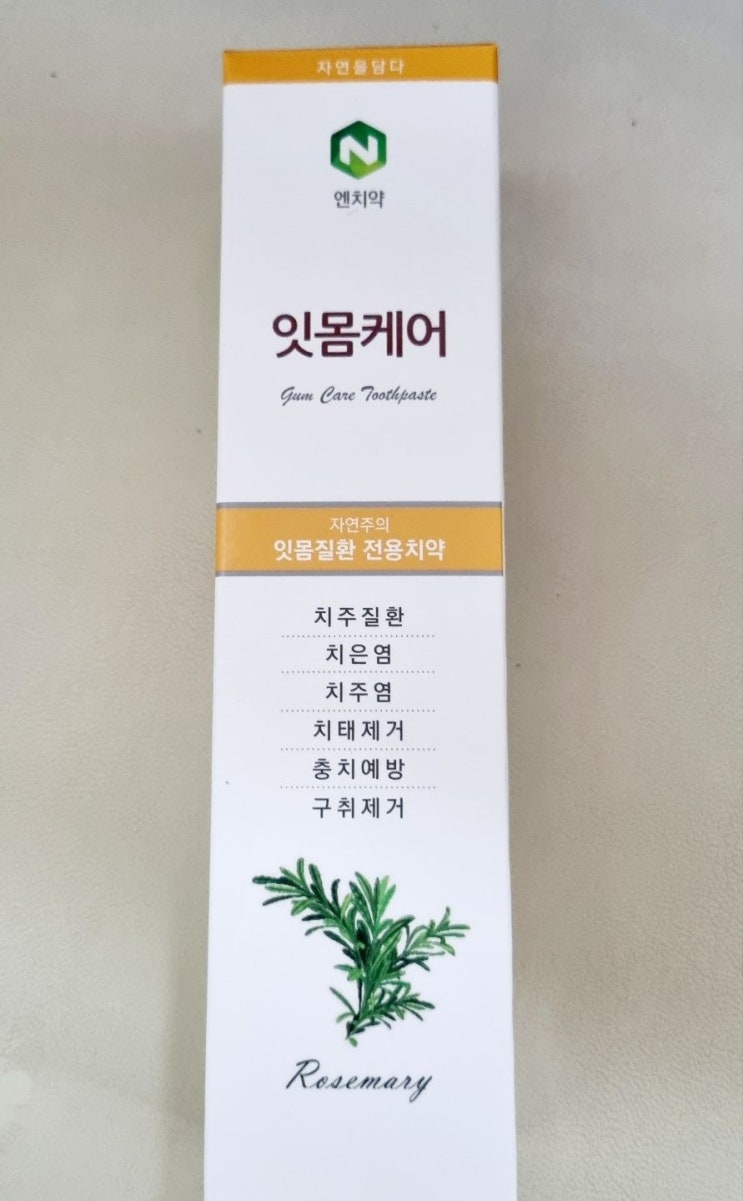 자연을담다
N
엔치약
잇몸케어
Gum Care Toothpaste
자연주의
잇몸질환 전용치약
치주질환
치은염
치주염
치태제거
충치예방
구취제거
Rosemary